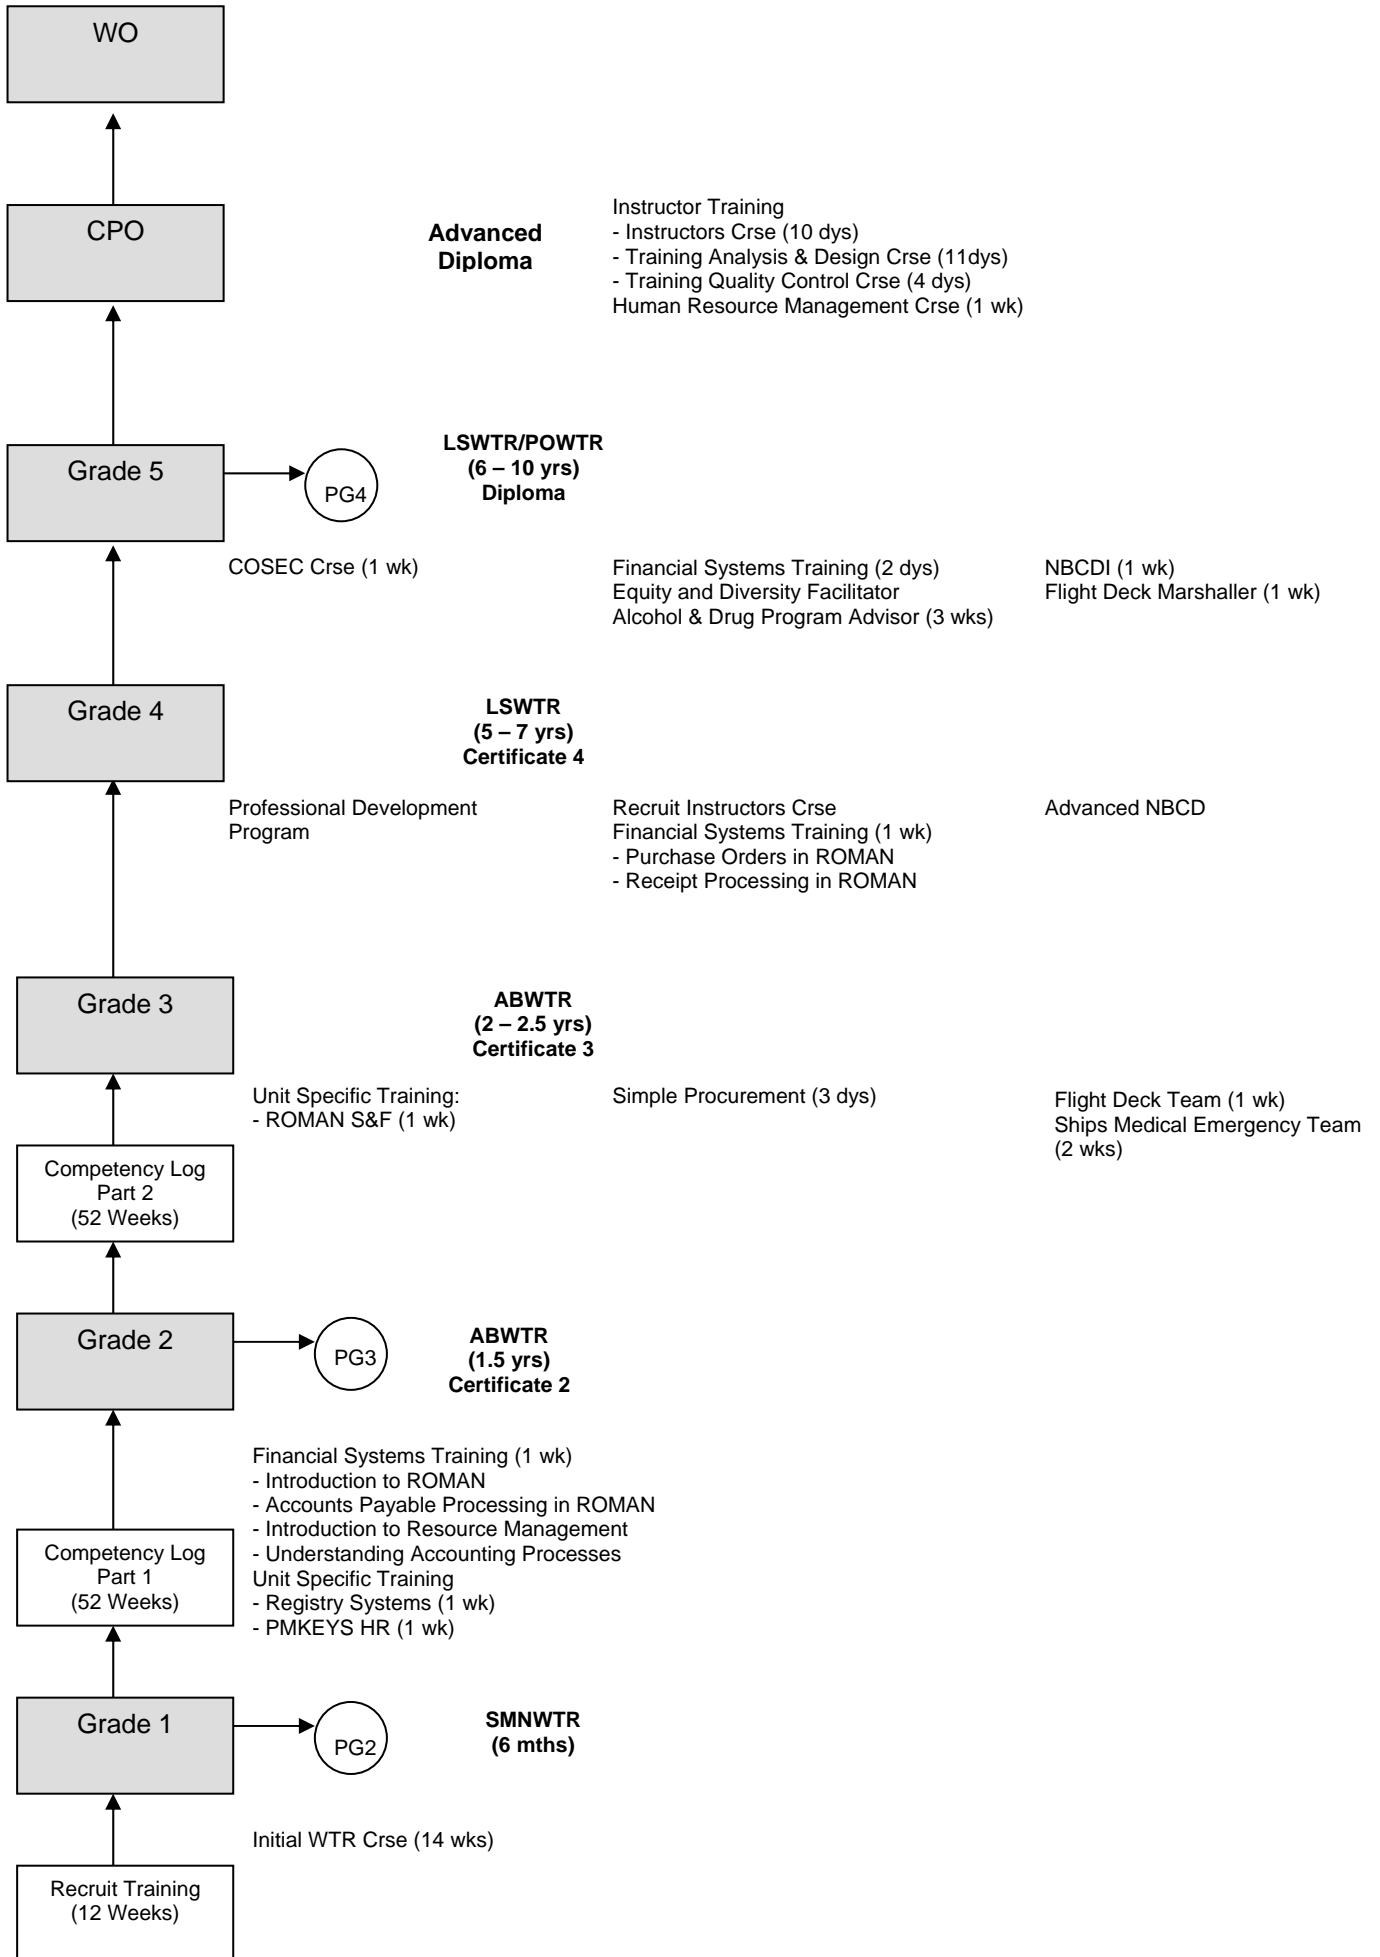 WO
CPO
Advanced
Diploma
Instructor Training
- Instructors Crse (10 dys)
- Training Analysis & Design Crse (11dys)
- Training Quality Control Crse (4 dys)
Human Resource Management Crse (1 wk)
Grade 5
PG4
LSWTR/POWTR
(6 – 10 yrs)
Diploma
COSEC Crse (1 wk)
Financial Systems Training (2 dys)
Equity and Diversity Facilitator
Alcohol & Drug Program Advisor (3 wks)
NBCDI (1 wk)
Flight Deck Marshaller (1 wk)
Grade 4
LSWTR
(5 – 7 yrs)
Certificate 4
Professional Development
Program
Recruit Instructors Crse
Financial Systems Training (1 wk)
- Purchase Orders in ROMAN
- Receipt Processing in ROMAN
Advanced NBCD
Grade 3
ABWTR
(2 – 2.5 yrs)
Certificate 3
Unit Specific Training:
- ROMAN S&F (1 wk)
Simple Procurement (3 dys)
Flight Deck Team (1 wk)
Ships Medical Emergency Team
(2 wks)
Competency Log
Part 2
(52 Weeks)
Grade 2
PG3
ABWTR
(1.5 yrs)
Certificate 2
Financial Systems Training (1 wk)
- Introduction to ROMAN
- Accounts Payable Processing in ROMAN
- Introduction to Resource Management
- Understanding Accounting Processes
Unit Specific Training
- Registry Systems (1 wk)
- PMKEYS HR (1 wk)
Competency Log
Part 1
(52 Weeks)
Grade 1
PG2
SMNWTR
(6 mths)
Initial WTR Crse (14 wks)
Recruit Training
(12 Weeks)